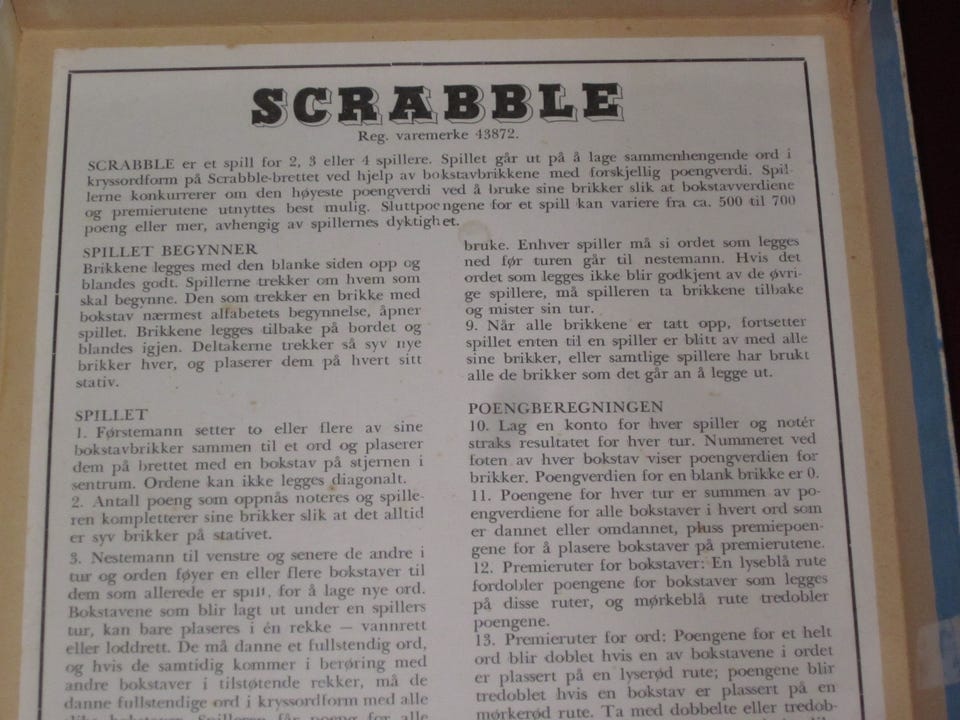 SCRABBLE
Reg. varemerke 43872.
SCRABBLE er et spill for 2, 3 eller 4 spillere. Spillet går ut på å lage sammenhengende ord i
kryssordform på Scrabble-brettet ved hjelp av bokstavbrikkene med forskjellig poengverdi. Spil-
lerne konkurrerer om den høyeste poengverdi ved å bruke sine brikker slik at bokstavverdiene
og premierutene utnyttes best mulig. Sluttpoengene for et spill kan variere fra ca. 500 til 700
poeng eller mer, avhengig av spillernes dyktighet.
SPILLET BEGYNNER
Brikkene legges med den blanke siden opp og
blandes godt. Spillerne trekker om hvem som
skal begynne. Den som trekker en brikke med
bokstav nærmest alfabetets begynnelse, åpner
spillet. Brikkene legges tilbake på bordet og
blandes igjen. Deltakerne trekker så syv nye
brikker hver, og plaserer dem på hvert sitt
stativ.
SPILLET
1. Førstemann setter to eller flere av sine
bokstavbrikker sammen til et ord og plaserer
dem på brettet med en bokstav på stjernen i
sentrum. Ordene kan ikke legges diagonalt.
2. Antall poeng som oppnås noteres og spille-
ren kompletterer sine brikker slik at det alltid
er syv brikker på stativet.
3. Nestemann til venstre og senere de andre i
tur og orden føyer en eller flere bokstaver til
dem som allerede er spilt, for å lage nye ord.
Bokstavene som blir lagt ut under en spillers
tur, kan bare plaseres i én rekke — vannrett
eller loddrett. De må danne et fullstendig ord,
og hvis de samtidig kommer i berøring med
andre bokstaver i tilstøtende rekker, må de
danne fullstendige ord i kryssordform med alle
slike bokstaver. Spilleren får poeng for alle
bruke. Enhver spiller må si ordet som legges
ned før turen går til nestemann. Hvis det
ordet som legges ikke blir godkjent av de øvri-
ge spillere, må spilleren ta brikkene tilbake
og mister sin tur.
9. Når alle brikkene er tatt opp, fortsetter
spillet enten til en spiller er blitt av med alle
sine brikker, eller samtlige spillere har brukt
alle de brikker som det går an å legge ut.
POENGBEREGNINGEN
10. Lag en konto for hver spiller og notér
straks resultatet for hver tur. Nummeret ved
foten av hver bokstav viser poengverdien for
brikker. Poengverdien for en blank brikke er 0.
11. Poengene for hver tur er summen av po-
engverdiene for alle bokstaver i hvert ord som
er dannet eller omdannet, pluss premiepoen-
gene for å plasere bokstaver på premierutene.
12. Premieruter for bokstaver: En lyseblå rute
fordobler poengene for bokstaver som legges
på disse ruter, og mørkeblå rute tredobler
poengene.
13. Premieruter for ord: Poengene for et helt
ord blir doblet hvis en av bokstavene i ordet
er plassert på en lyserød rute; poengene blir
tredoblet hvis en bokstav er plassert på en
mørkerød rute. Ta med dobbelte eller tredob-